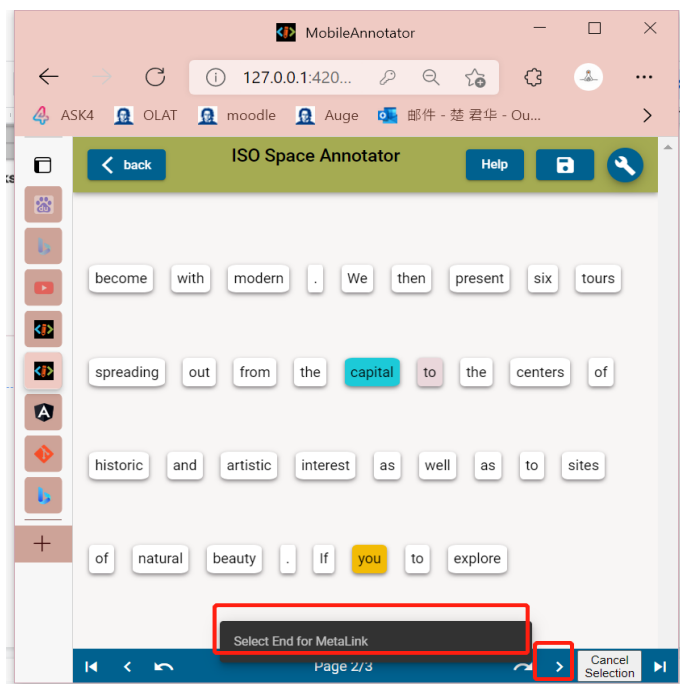 MobileAnnotator
127.0.0.1:420...
ASK4 OLAT moodle Auge 邮件 - 楚 君华 - Ou...
back ISO Space Annotator Help
become with modern . We then present six tours
spreading out from the capital to the centers of
historic and artistic interest as well as to sites
of natural beauty . If you to explore
Select End for MetaLink
Page 2/3
Cancel
Selection